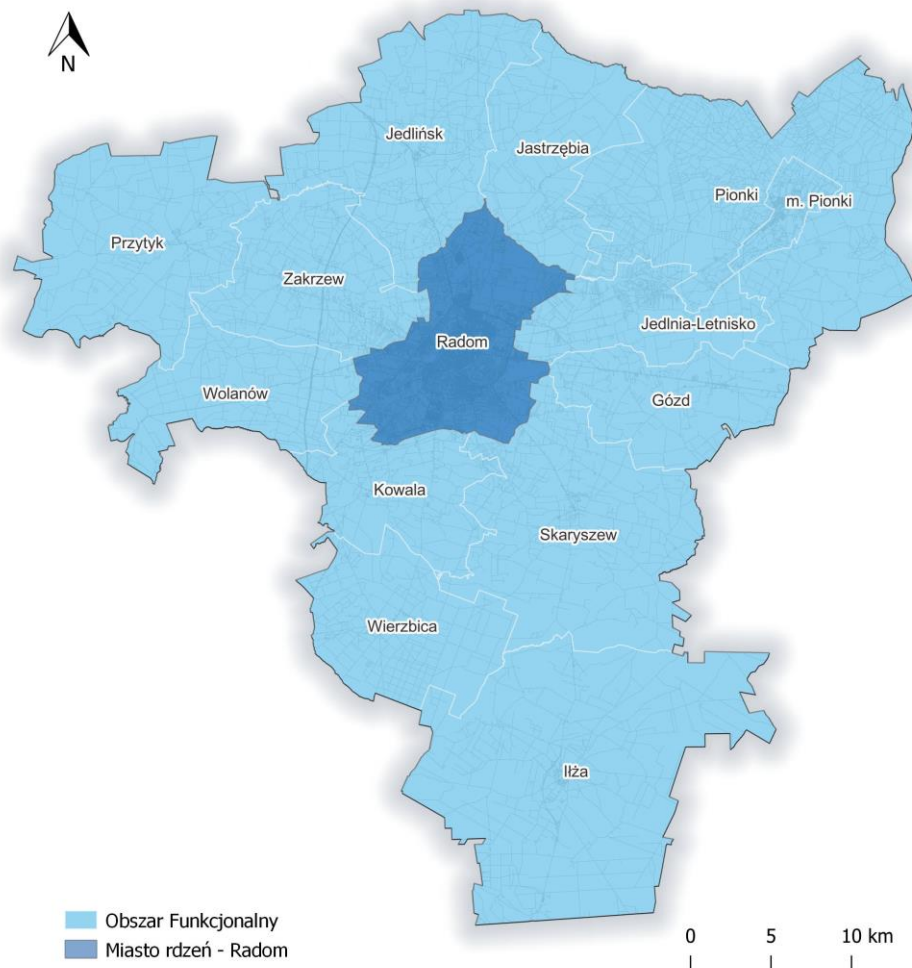 N
Jedlińsk
Jastrzębia
Pionki
m. Pionki
Przytyk
Zakrzew
Jedlnia-Letnisko
Radom
Wolanów
Gózd
Kowala
Skaryszew
Wierzbica
Iłża
Obszar Funkcjonalny
Miasto rdzeń - Radom
0 5 10 km